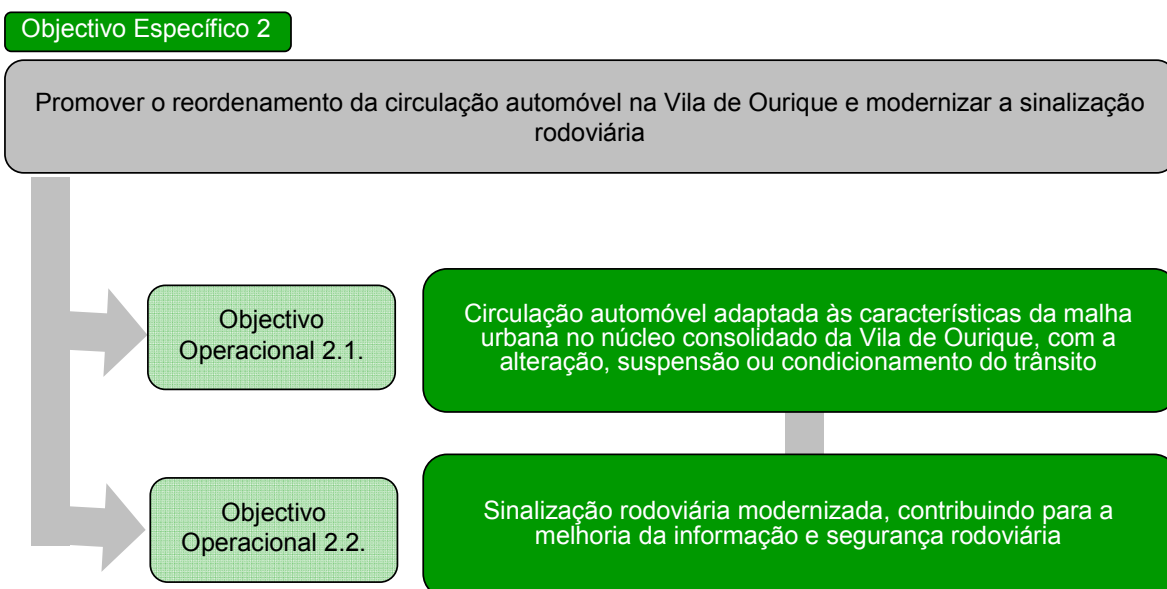 Objectivo Específico 2
Promover o reordenamento da circulação automóvel na Vila de Ourique e modernizar a sinalização
rodoviária
Objectivo
Operacional 2.1.
Circulação automóvel adaptada às características da malha
urbana no núcleo consolidado da Vila de Ourique, com a
alteração, suspensão ou condicionamento do trânsito
Objectivo
Operacional 2.2.
Sinalização rodoviária modernizada, contribuindo para a
melhoria da informação e segurança rodoviária